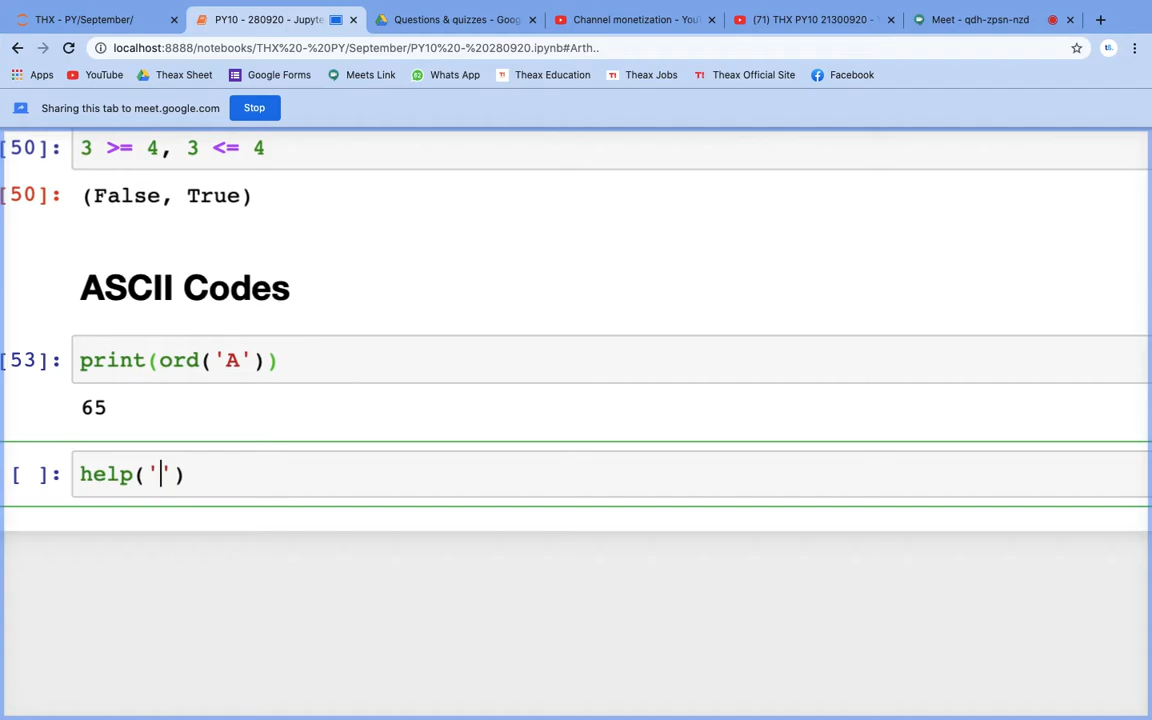 THX - PY/September/
PY10 - 280920 - Jupyte
Questions & quizzes - Goog
Channel monetization - You
(71) THX PY10 21300920 -
Meet - qdh-zpsn-nzd
localhost:8888/notebooks/THX%20-%20PY/September/PY10%20-%20280920.ipynb#Arth..
Apps YouTube Theax Sheet Google Forms Meets Link Whats App Theax Education Theax Jobs Theax Official Site Facebook
Sharing this tab to meet.google.com Stop
[50]: 3 >= 4, 3 <= 4
[50]: (False, True)
ASCII Codes
[53]: print(ord('A'))
65
[ ]: help('')